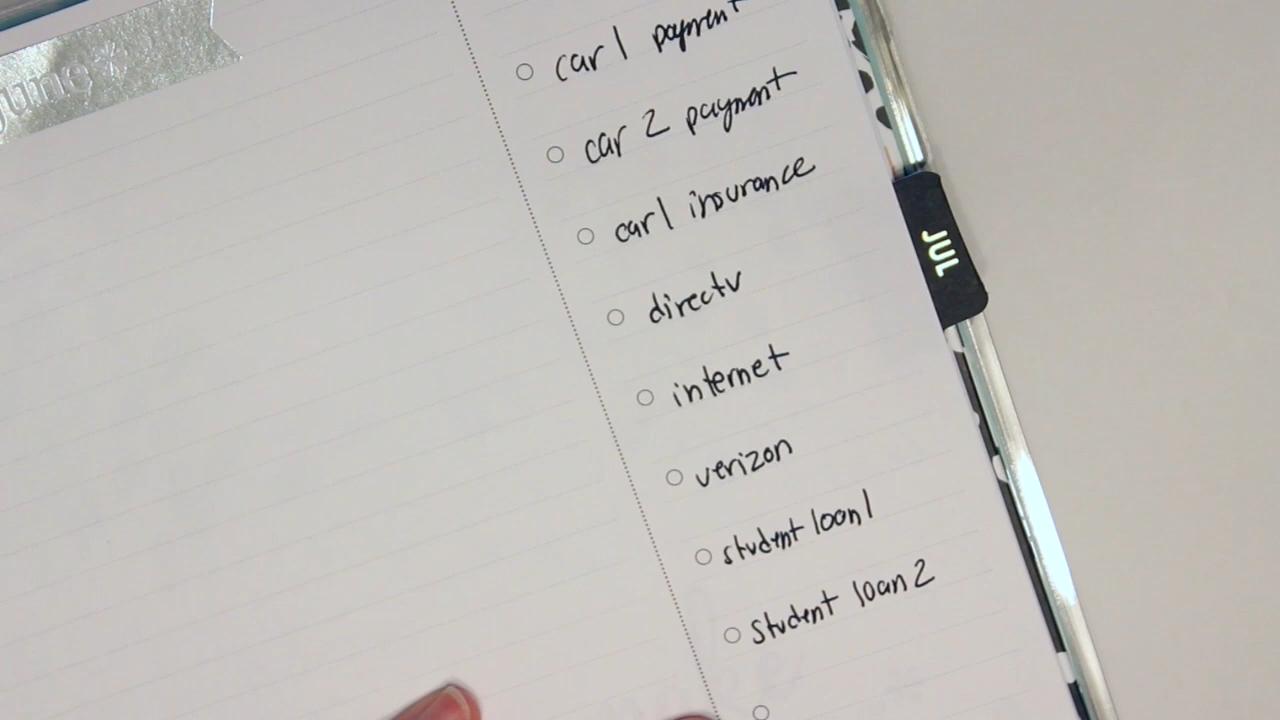 june*
car 1 payment
car 2 payment
car 1 insurance
JUL
directv
internet
verizon
student loan 1
student loan 2